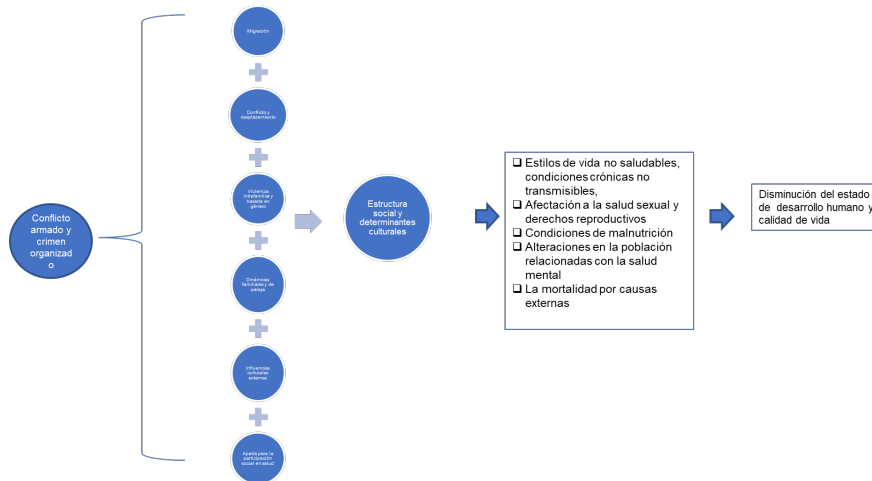 Conflicto
armado y
crimen
organizad
o
Migración
Conflicto y
desplazamiento
Violencia
intrafamiliar y
basada en
género
Dinámicas
familiares y de
pareja
Influencias
culturales
externas
Apatía para la
participación
social en salud
Estructura
social y
determinantes
culturales
Estilos de vida no saludables,
condiciones crónicas no
transmisibles,
Afectación a la salud sexual y
derechos reproductivos
Condiciones de malnutrición
Alteraciones en la población
relacionadas con la salud
mental
La mortalidad por causas
externas
Disminución del estado
de desarrollo humano y
calidad de vida